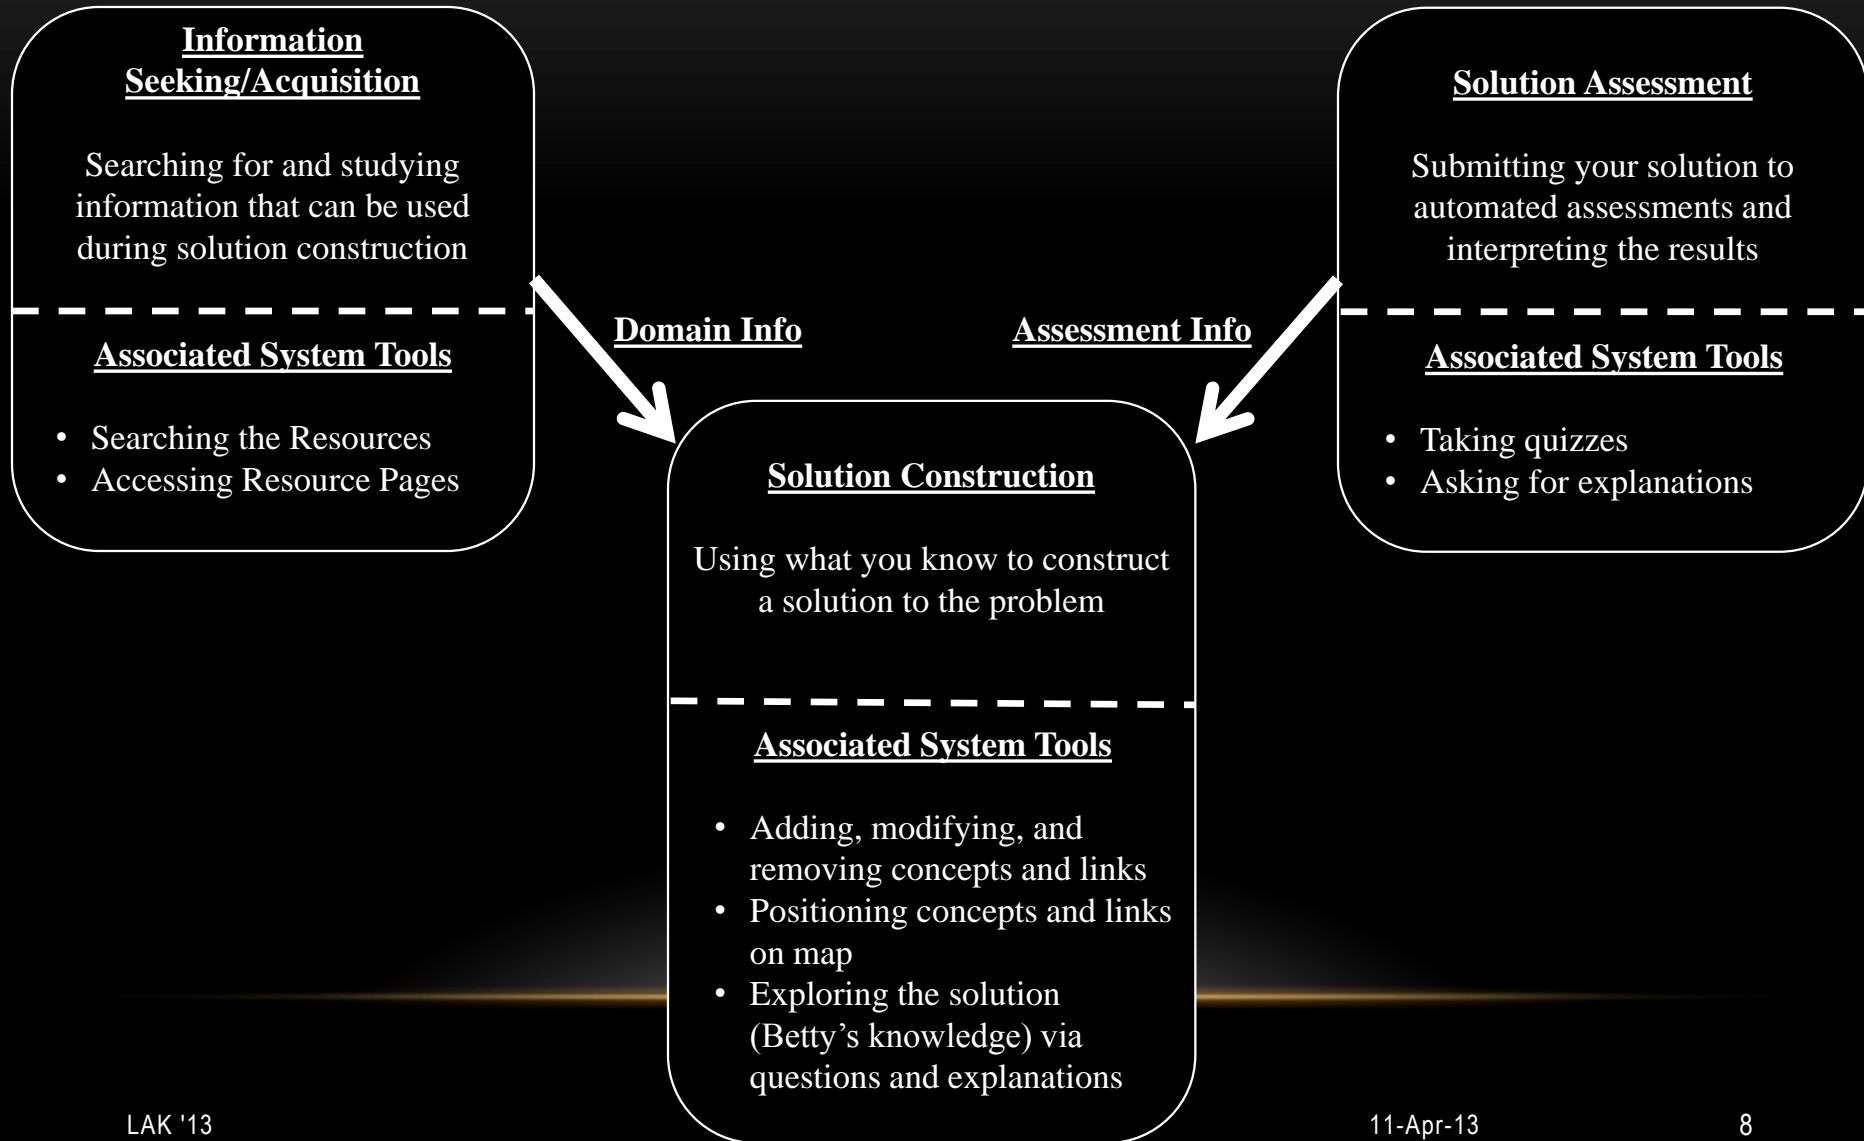 Information
Seeking/Acquisition
Searching for and studying
information that can be used
during solution construction
Associated System Tools
• Searching the Resources
• Accessing Resource Pages
Domain Info
Assessment Info
Solution Assessment
Submitting your solution to
automated assessments and
interpreting the results
Associated System Tools
• Taking quizzes
• Asking for explanations
Solution Construction
Using what you know to construct
a solution to the problem
Associated System Tools
• Adding, modifying, and
removing concepts and links
• Positioning concepts and links
on map
• Exploring the solution
(Betty’s knowledge) via
questions and explanations
LAK '13
11-Apr-13
8